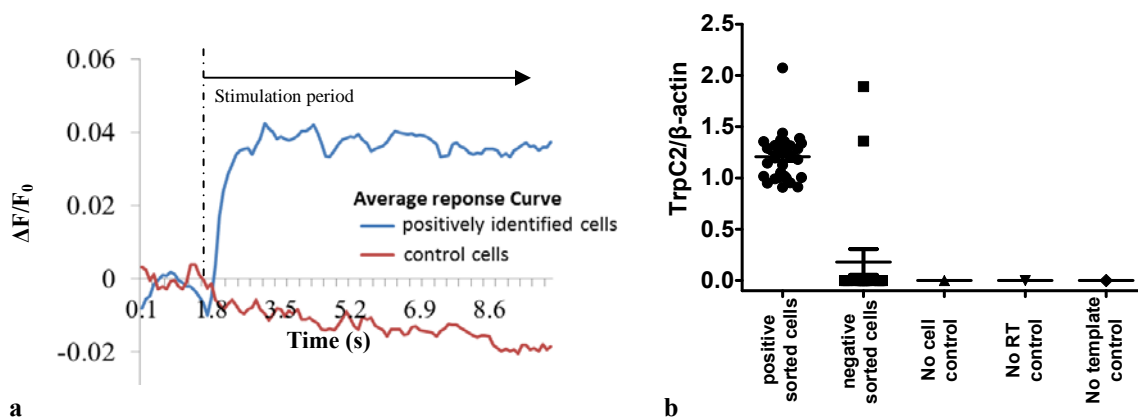 0.06
0.04
0.02
0
-0.02
ΔF/F0
Stimulation period
Average reponse Curve
positively identified cells
control cells
0.1 1.8 3.5 5.2 6.9 8.6
Time (s)
a
2.5
2.0
1.5
1.0
0.5
0.0
TrpC2/β-actin
positive
sorted cells
negative
sorted cells
No cell
control
No RT
control
No template
control
b